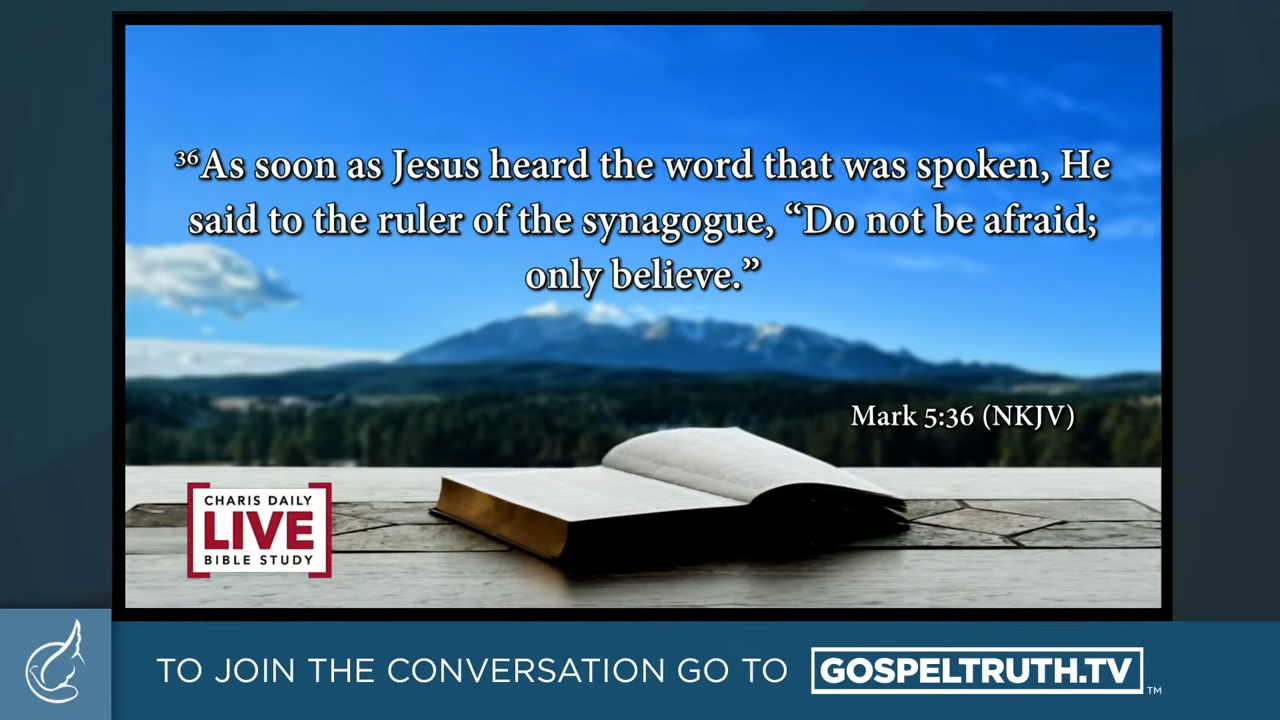 ³⁶As soon as Jesus heard the word that was spoken, He
said to the ruler of the synagogue, “Do not be afraid;
only believe.”
Mark 5:36 (NKJV)
CHARIS DAILY
LIVE
BIBLE STUDY
TO JOIN THE CONVERSATION GO TO GOSPELTRUTH.TV™